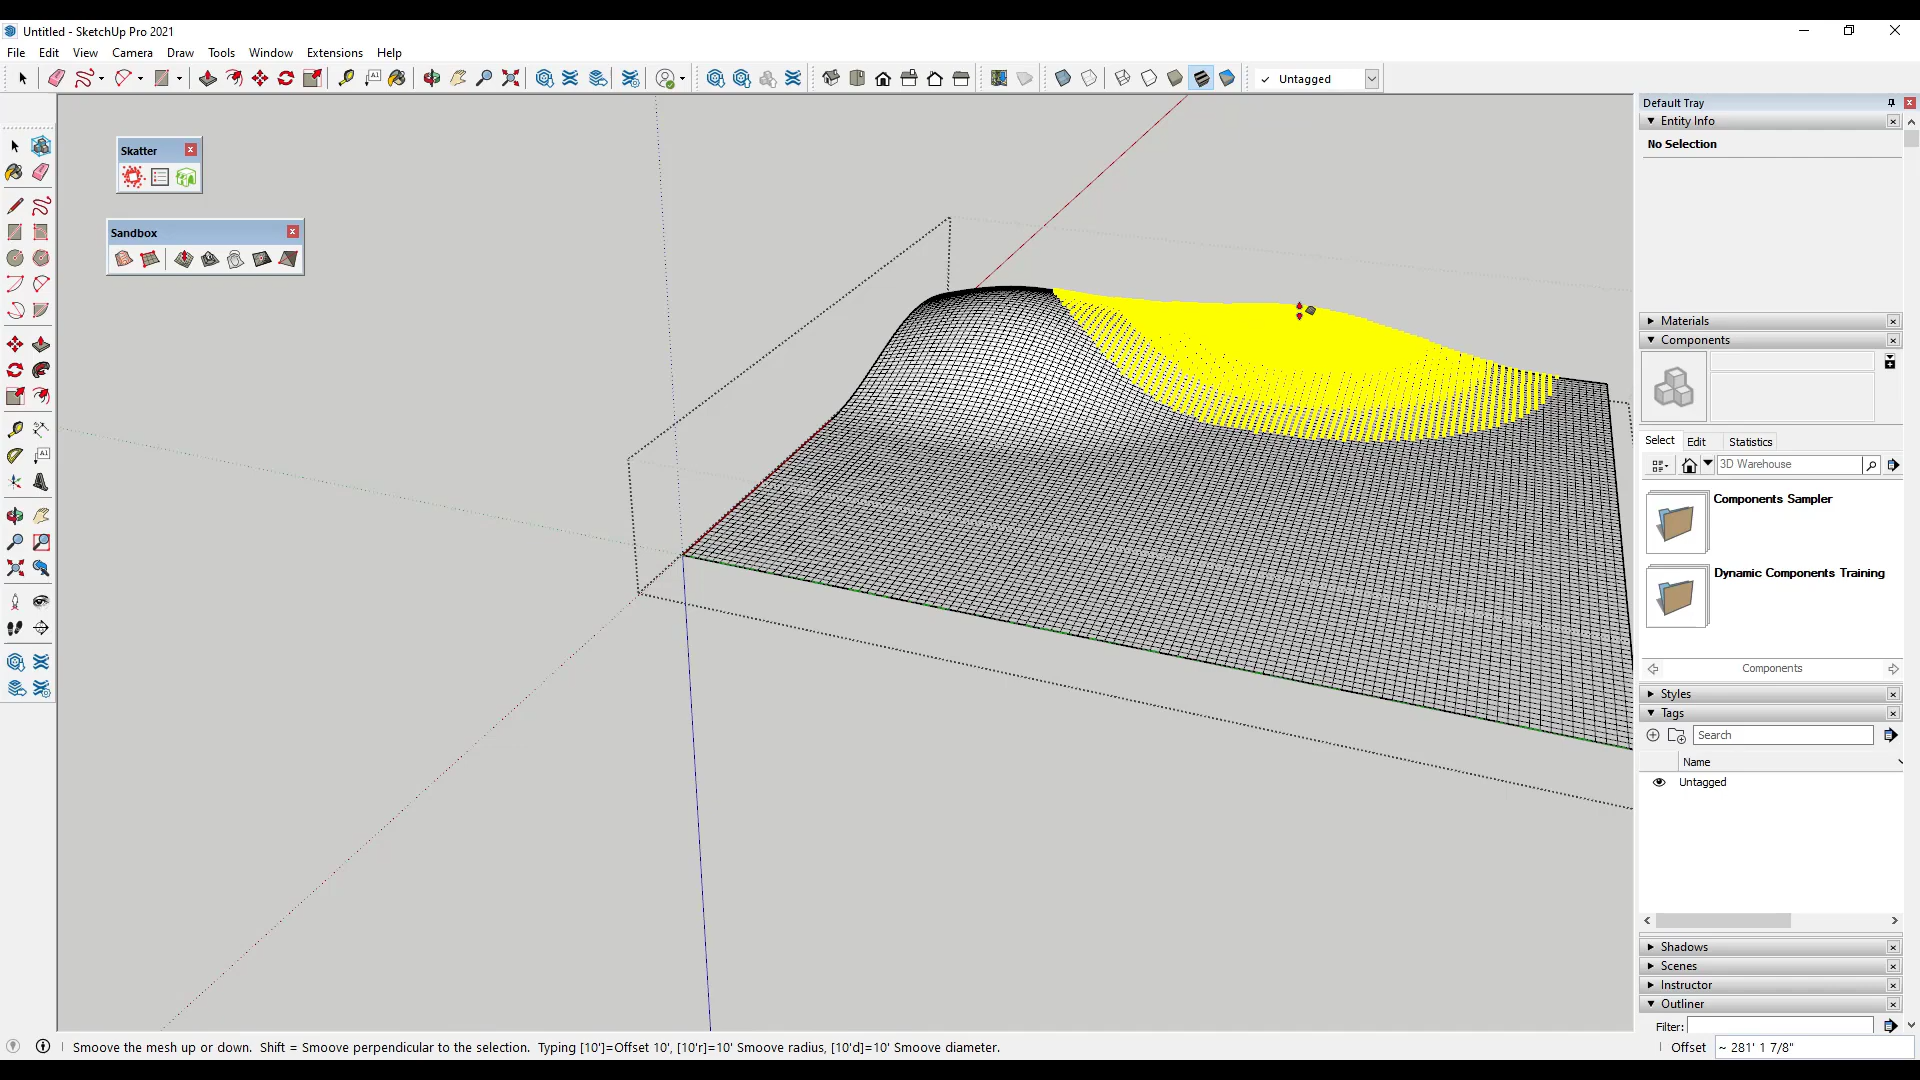 Untitled - SketchUp Pro 2021
File Edit View Camera Draw Tools Window Extensions Help
Untagged
Default Tray
Entity Info
No Selection
Skatter
Sandbox
Materials
Components
Select Edit Statistics
3D Warehouse
Components Sampler
Dynamic Components Training
Components
Styles
Tags
Search
Name
Untagged
Shadows
Scenes
Instructor
Outliner
Filter:
Smoove the mesh up or down. Shift = Smoove perpendicular to the selection. Typing [10']=Offset 10', [10'r]=10' Smoove radius, [10'd]=10' Smoove diameter.
Offset ~ 281' 1 7/8"